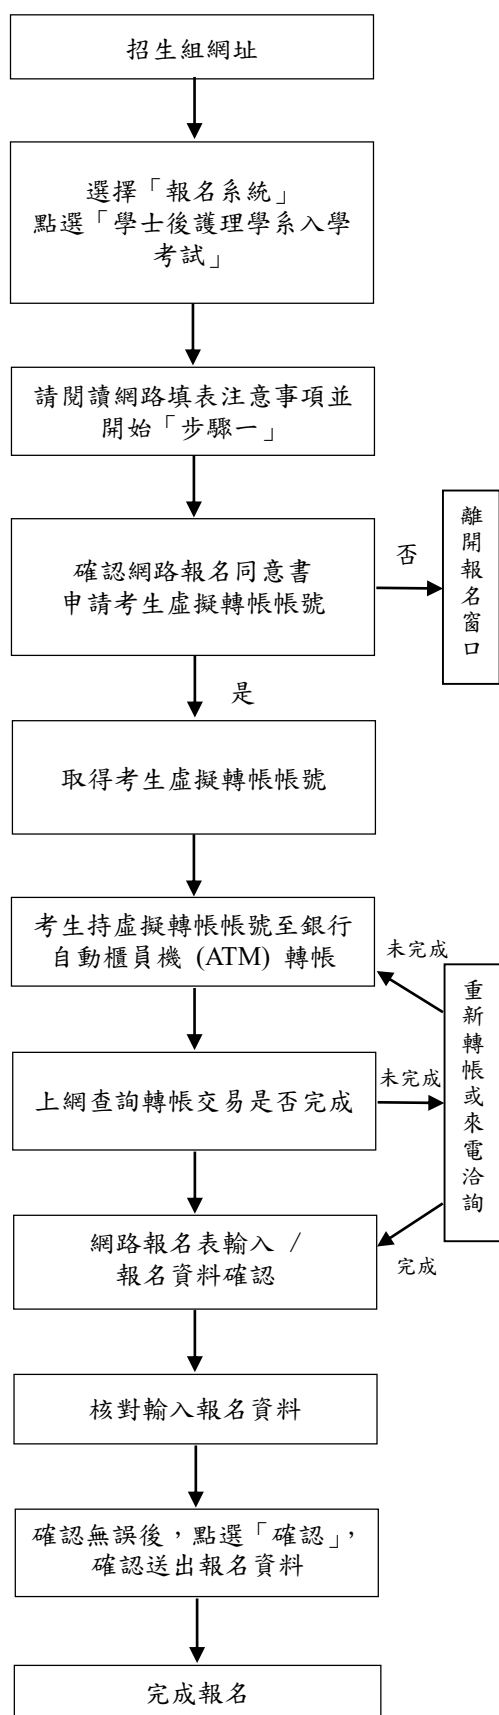 招生組網址
選擇「報名系統」
點選「學士後護理學系入學
考試」
請閱讀網路填表注意事項並
開始「步驟一」
確認網路報名同意書
申請考生虛擬轉帳帳號
否
離開報名窗口
是
取得考生虛擬轉帳帳號
考生持虛擬轉帳帳號至銀行
自動櫃員機 (ATM) 轉帳
未完成
上網查詢轉帳交易是否完成
未完成
重新轉帳或來電洽詢
網路報名表輸入 /
報名資料確認
完成
核對輸入報名資料
確認無誤後，點選「確認」，
確認送出報名資料
完成報名